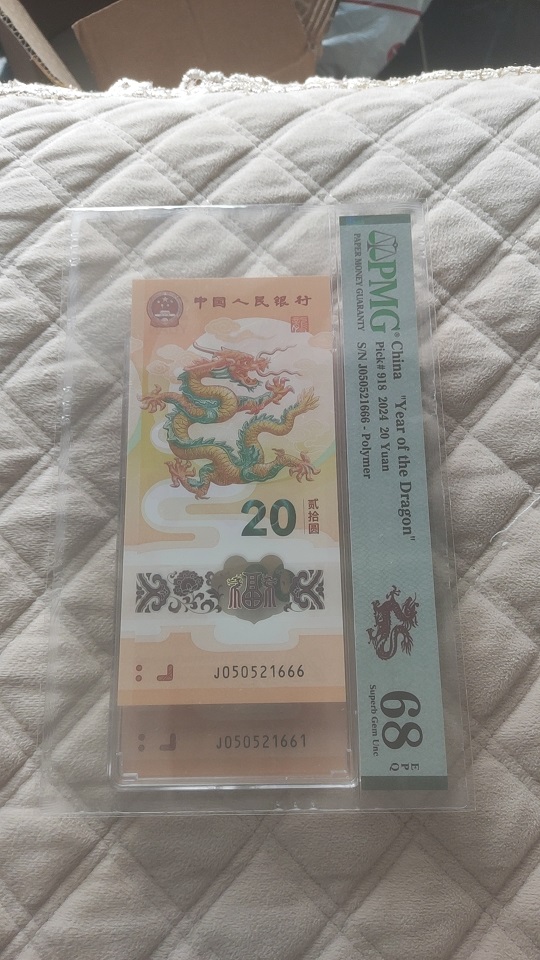 中国人民银行
20
贰拾圆
福
J050521666
J050521661
PMG
PAPER MONEY GUARANTY
China "Year of the Dragon"
Pick# 918 2024 20 Yuan
S/N J050521666 - Polymer
68
EPQ
Superb Gem Unc